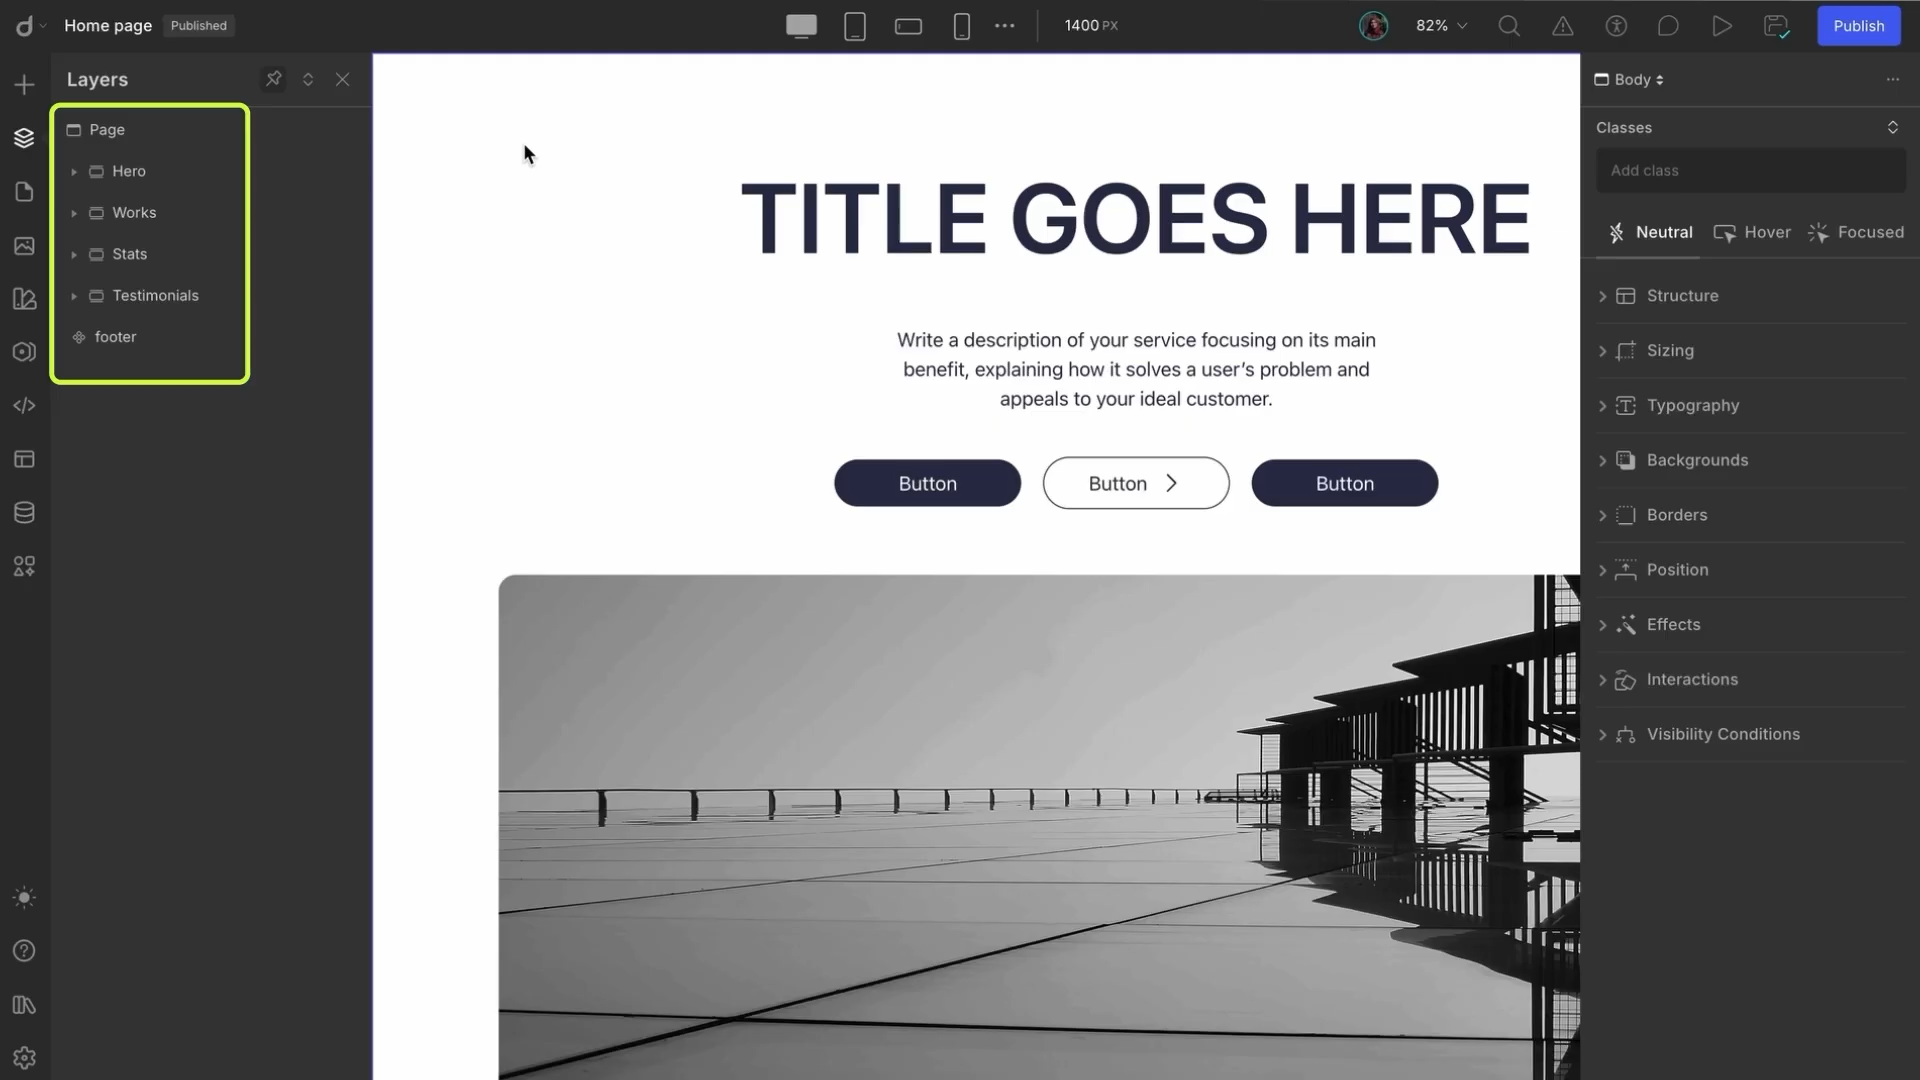 Home page Published
1400 PX
82%
Publish
Layers
Page
Hero
Works
Stats
Testimonials
footer
TITLE GOES HERE
Write a description of your service focusing on its main
benefit, explaining how it solves a user’s problem and
appeals to your ideal customer.
Button
Button
Button
Body
Classes
Add class
Neutral Hover Focused
Structure
Sizing
Typography
Backgrounds
Borders
Position
Effects
Interactions
Visibility Conditions